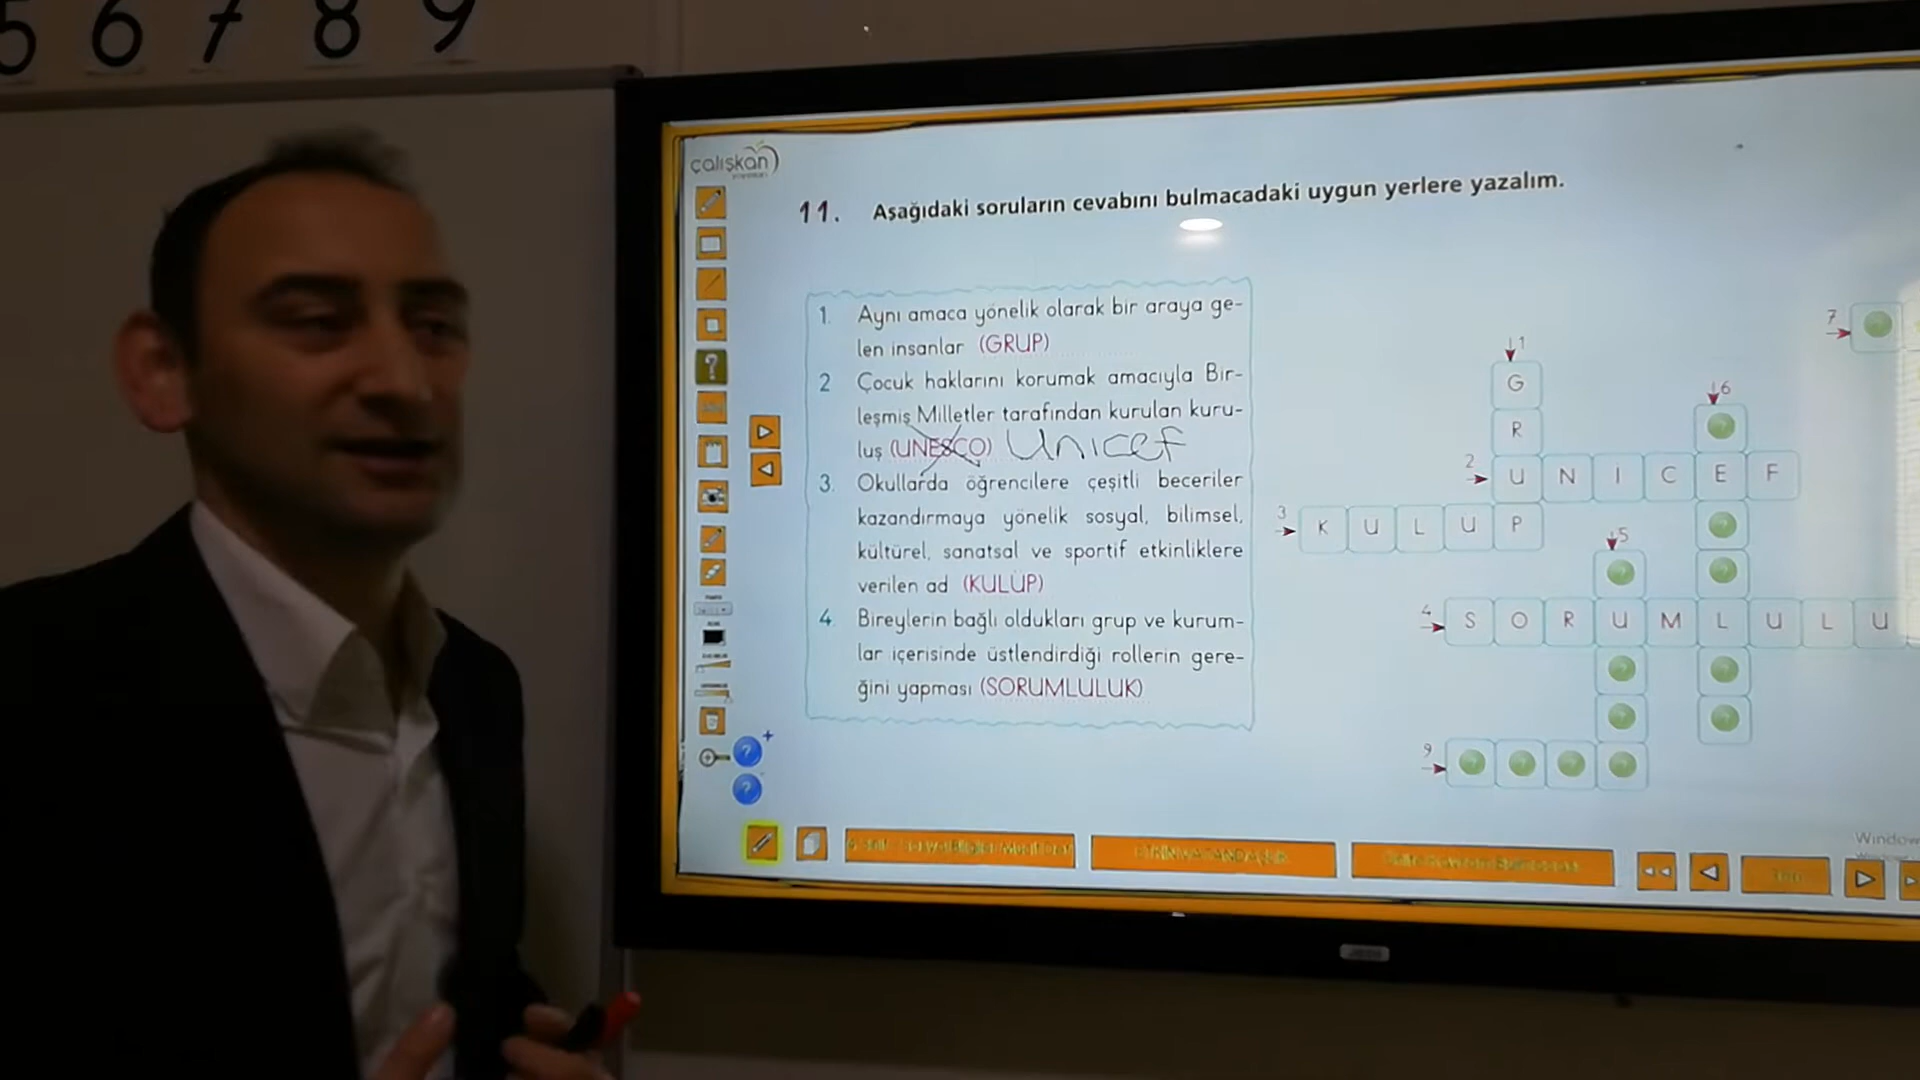 5 6 7 8 9
çalışkan
11. Aşağıdaki soruların cevabını bulmacadaki uygun yerlere yazalım.
1. Aynı amaca yönelik olarak bir araya ge-
len insanlar (GRUP)
2 Çocuk haklarını korumak amacıyla Bir-
leşmiş Milletler tarafından kurulan kuru-
luş (UNESCO) Unicef
3. Okullarda öğrencilere çeşitli beceriler
kazandırmaya yönelik sosyal, bilimsel,
kültürel, sanatsal ve sportif etkinliklere
verilen ad (KULÜP)
4. Bireylerin bağlı oldukları grup ve kurum-
lar içerisinde üstlendirdiği rollerin gere-
ğini yapması (SORUMLULUK)
7
1
G
6
R
2 U N I C E F
3 K U L U P
5
4 S O R U M L U L U
9
Window